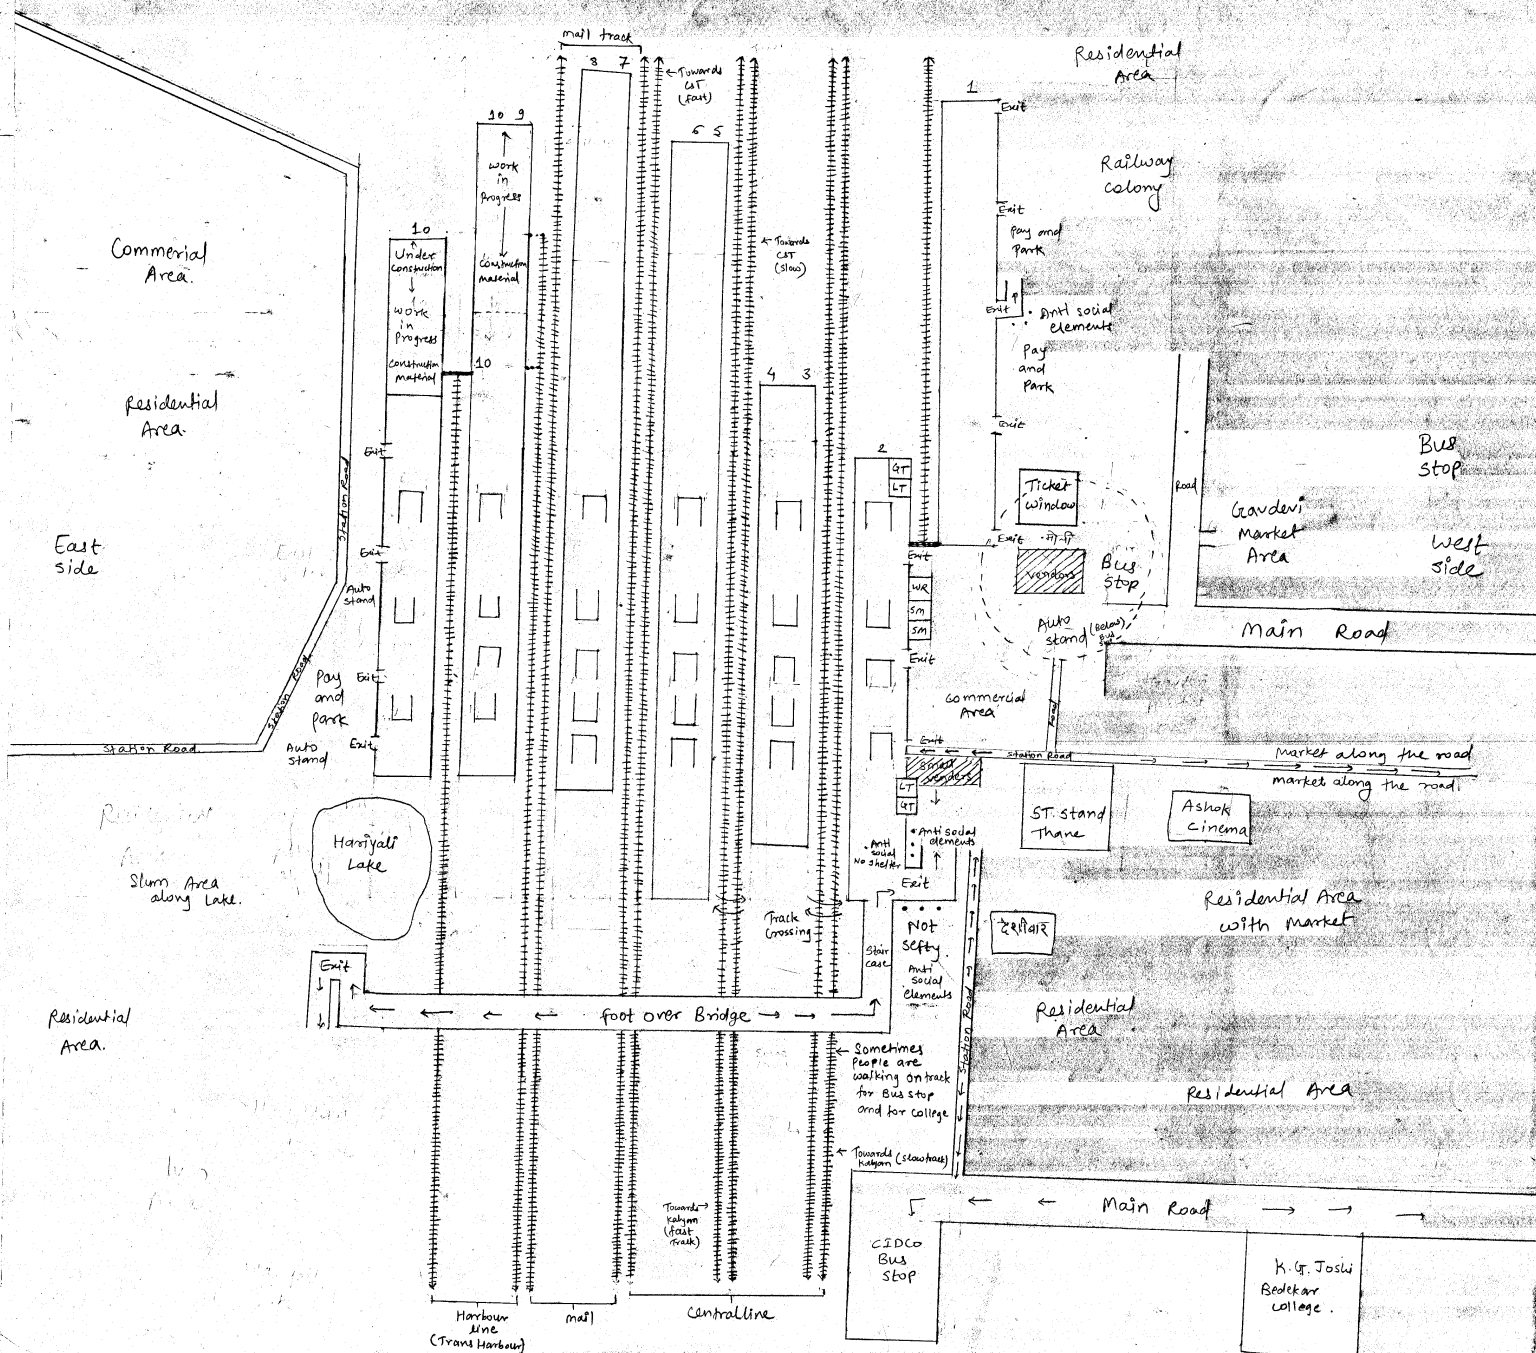 mail track
8 7
← Towards
CST
(fast)
Residential
Area
1
Exit
10 9
Work
in
Progress
6 5
Railway
Colony
Exit
Pay and
Park
10
Under
Construction
Construction
material
← Towards
CST
(slow)
Commerial
Area.
Work
in
Progress
Exit
Anti social
elements
Pay
and
Park
Construction
material
10
4 3
Residential
Area.
Exit
Exit
2
GT
LT
Bus
Stop
Station Road
Ticket
Window
Road
Gavdevi
Market
Area
East
side
Exit
Exit
Exit
West
Side
Vendors
Bus
Stop
Auto
stand
WR
SM
SM
Auto
stand
(Below)
Main Road
Exit
Pay
and
Park
Exit
Station Road
Commercial
Area
Road
Auto
stand
Exit
Exit
Station Road
Station Road
Market along the road
market along the road.
Small
Vendors
LT
GT
ST. Stand
Thane
Ashok
Cinema
Hariyali
Lake
Anti social
elements
Anti
social
No shelter
Slum Area
along Lake.
Exit
Residential Area
with Market
Track
Crossing
Not
Sefty.
देशीबार
Stair
case
Anti
social
elements
Exit
Residential
Area.
foot over Bridge
Station Road
Residential
Area
← Sometimes
People are
walking on track
for Bus stop
and for college
Residential Area
← Towards
Kalyan (slow track)
Towards
Kalyan
(fast
Track)
Main Road
CIDCO
Bus
Stop
K. G. Joshi
Bedekar
College.
Harbour
Line
(Trans Harbour)
mail
Central line